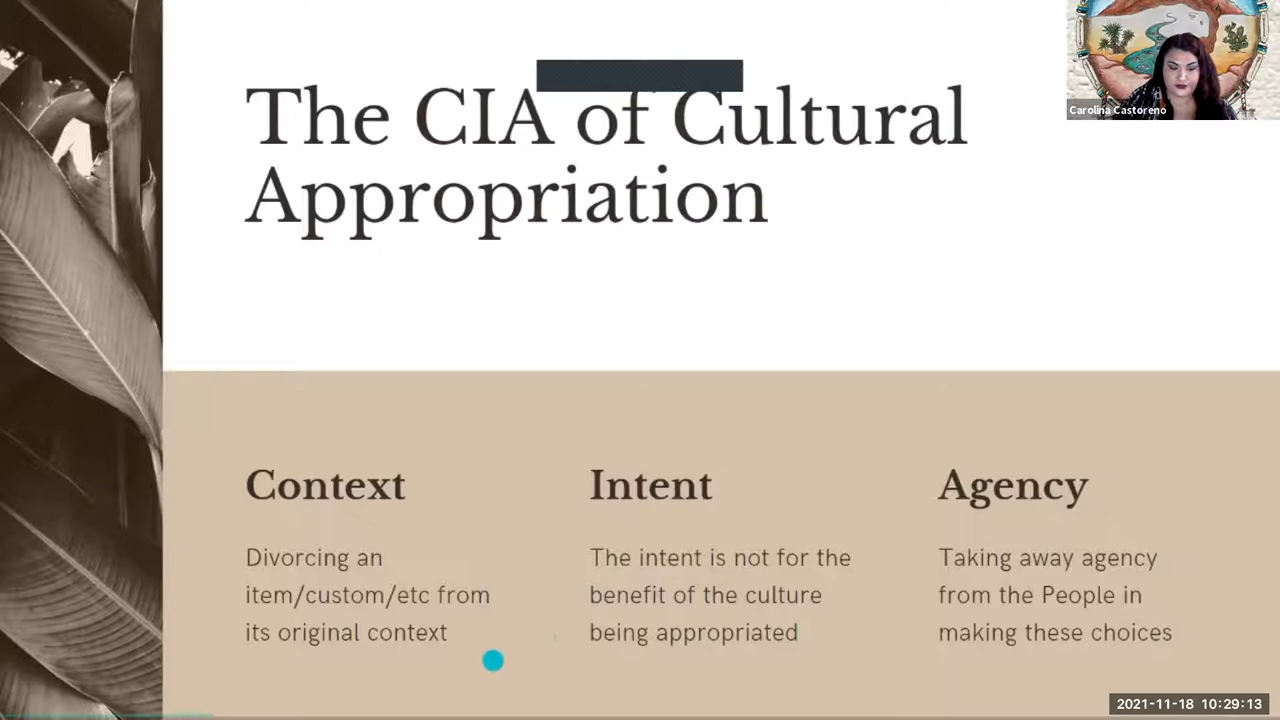 The CIA of Cultural
Appropriation
Carolina Castoreno
Context
Divorcing an
item/custom/etc from
its original context
Intent
The intent is not for the
benefit of the culture
being appropriated
Agency
Taking away agency
from the People in
making these choices
2021-11-18 10:29:13